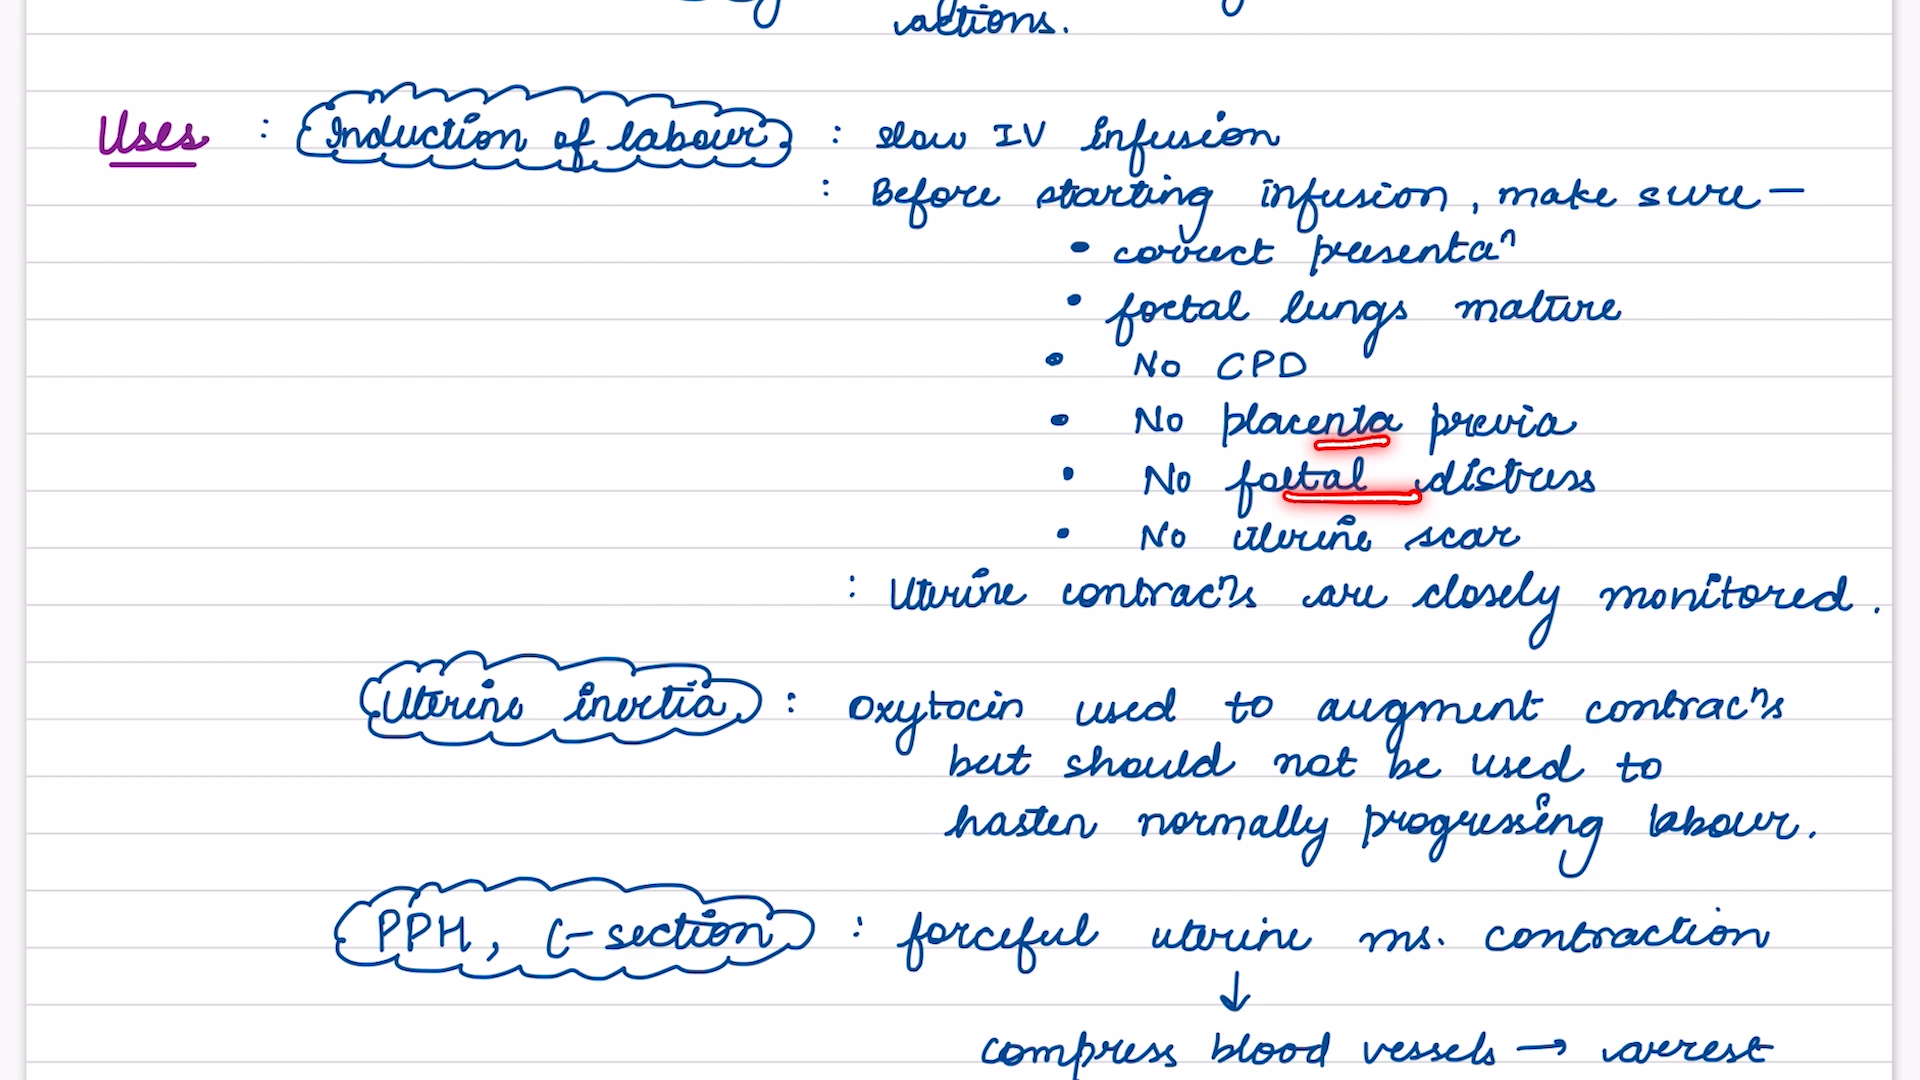 actions.
Uses : Induction of labour : slow IV infusion
: Before starting infusion, make sure —
• correct presentaⁿ
• foetal lungs mature
• No CPD
• No placenta previa
• No foetal distress
• No uterine scar
: Uterine contracⁿs are closely monitored.
Uterine inertia : Oxytocin used to augment contracⁿs
but should not be used to
hasten normally progressing labour.
PPH, C-section : forceful uterine ms. contraction
↓
compress blood vessels → arrest